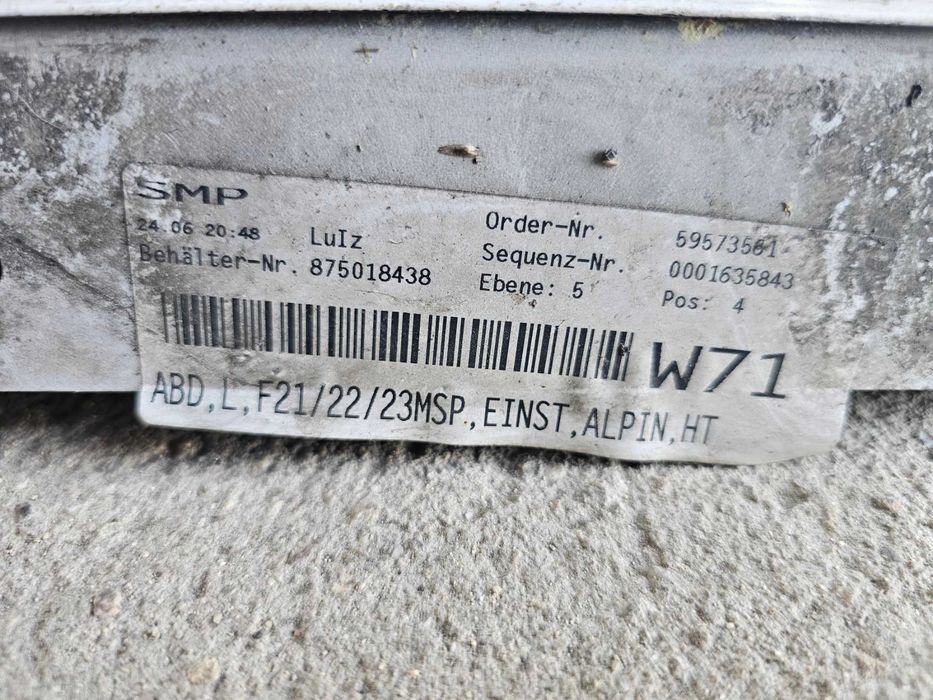 SMP
24.06 20:48 LuIz Order-Nr. 59573561
Behälter-Nr. 875018438 Sequenz-Nr. 0001635843
Ebene: 5 Pos: 4
W71
ABD,L,F21/22/23MSP,EINST,ALPIN,HT